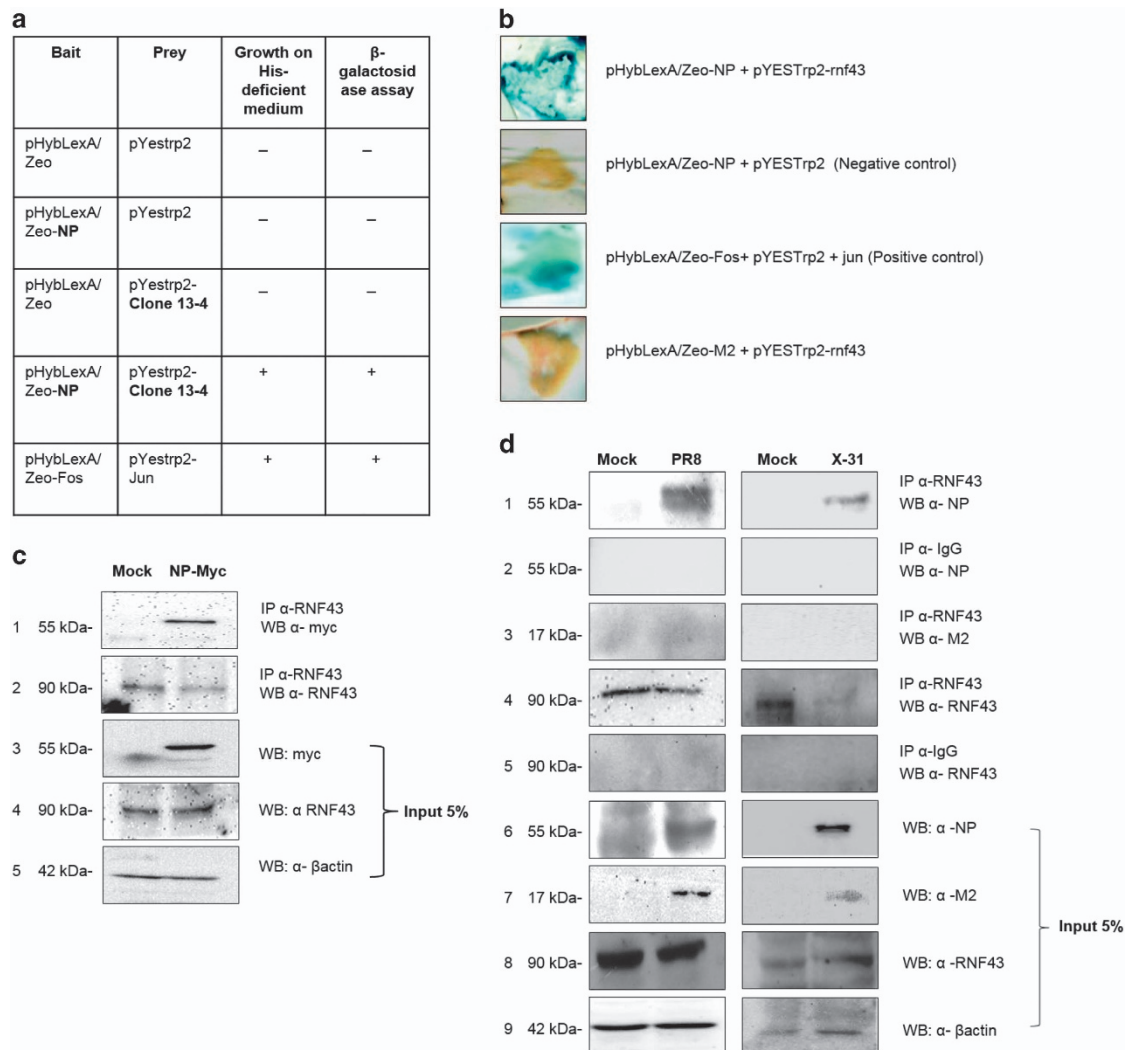 a
Bait Prey Growth on His-deficient medium β-galactosid ase assay
pHybLexA/ Zeo pYestrp2 – –
pHybLexA/ Zeo-NP pYestrp2 – –
pHybLexA/ Zeo pYestrp2- Clone 13-4 – –
pHybLexA/ Zeo-NP pYestrp2- Clone 13-4 + +
pHybLexA/ Zeo-Fos pYestrp2- Jun + +
b
pHybLexA/Zeo-NP + pYESTrp2-rnf43
pHybLexA/Zeo-NP + pYESTrp2 (Negative control)
pHybLexA/Zeo-Fos+ pYESTrp2 + jun (Positive control)
pHybLexA/Zeo-M2 + pYESTrp2-rnf43
c
Mock NP-Myc
1 55 kDa- IP α-RNF43
WB α- myc
2 90 kDa- IP α-RNF43
WB α- RNF43
3 55 kDa- WB: myc
4 90 kDa- WB: α RNF43
5 42 kDa- WB: α- βactin
Input 5%
d
Mock PR8 Mock X-31
1 55 kDa- IP α-RNF43
WB α- NP
2 55 kDa- IP α- IgG
WB α- NP
3 17 kDa- IP α-RNF43
WB α- M2
4 90 kDa- IP α-RNF43
WB α- RNF43
5 90 kDa- IP α-IgG
WB α- RNF43
6 55 kDa- WB: α -NP
7 17 kDa- WB: α -M2
8 90 kDa- WB: α -RNF43
9 42 kDa- WB: α- βactin
Input 5%